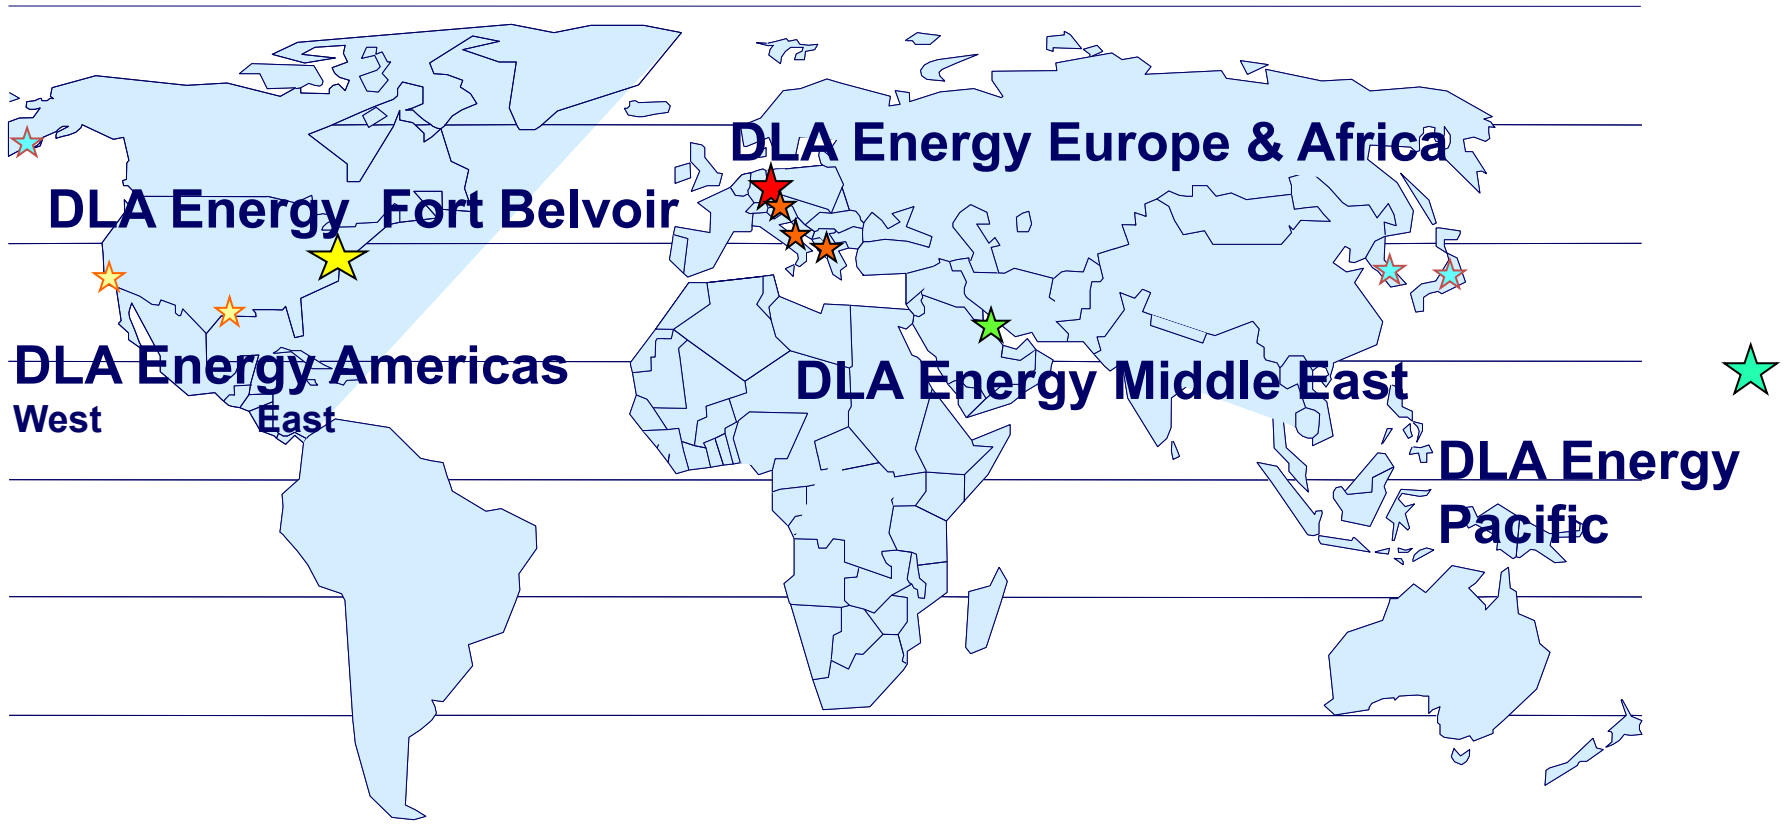 DLA Energy Europe & Africa
DLA Energy Fort Belvoir
DLA Energy Americas
West East
DLA Energy Middle East
DLA Energy
Pacific